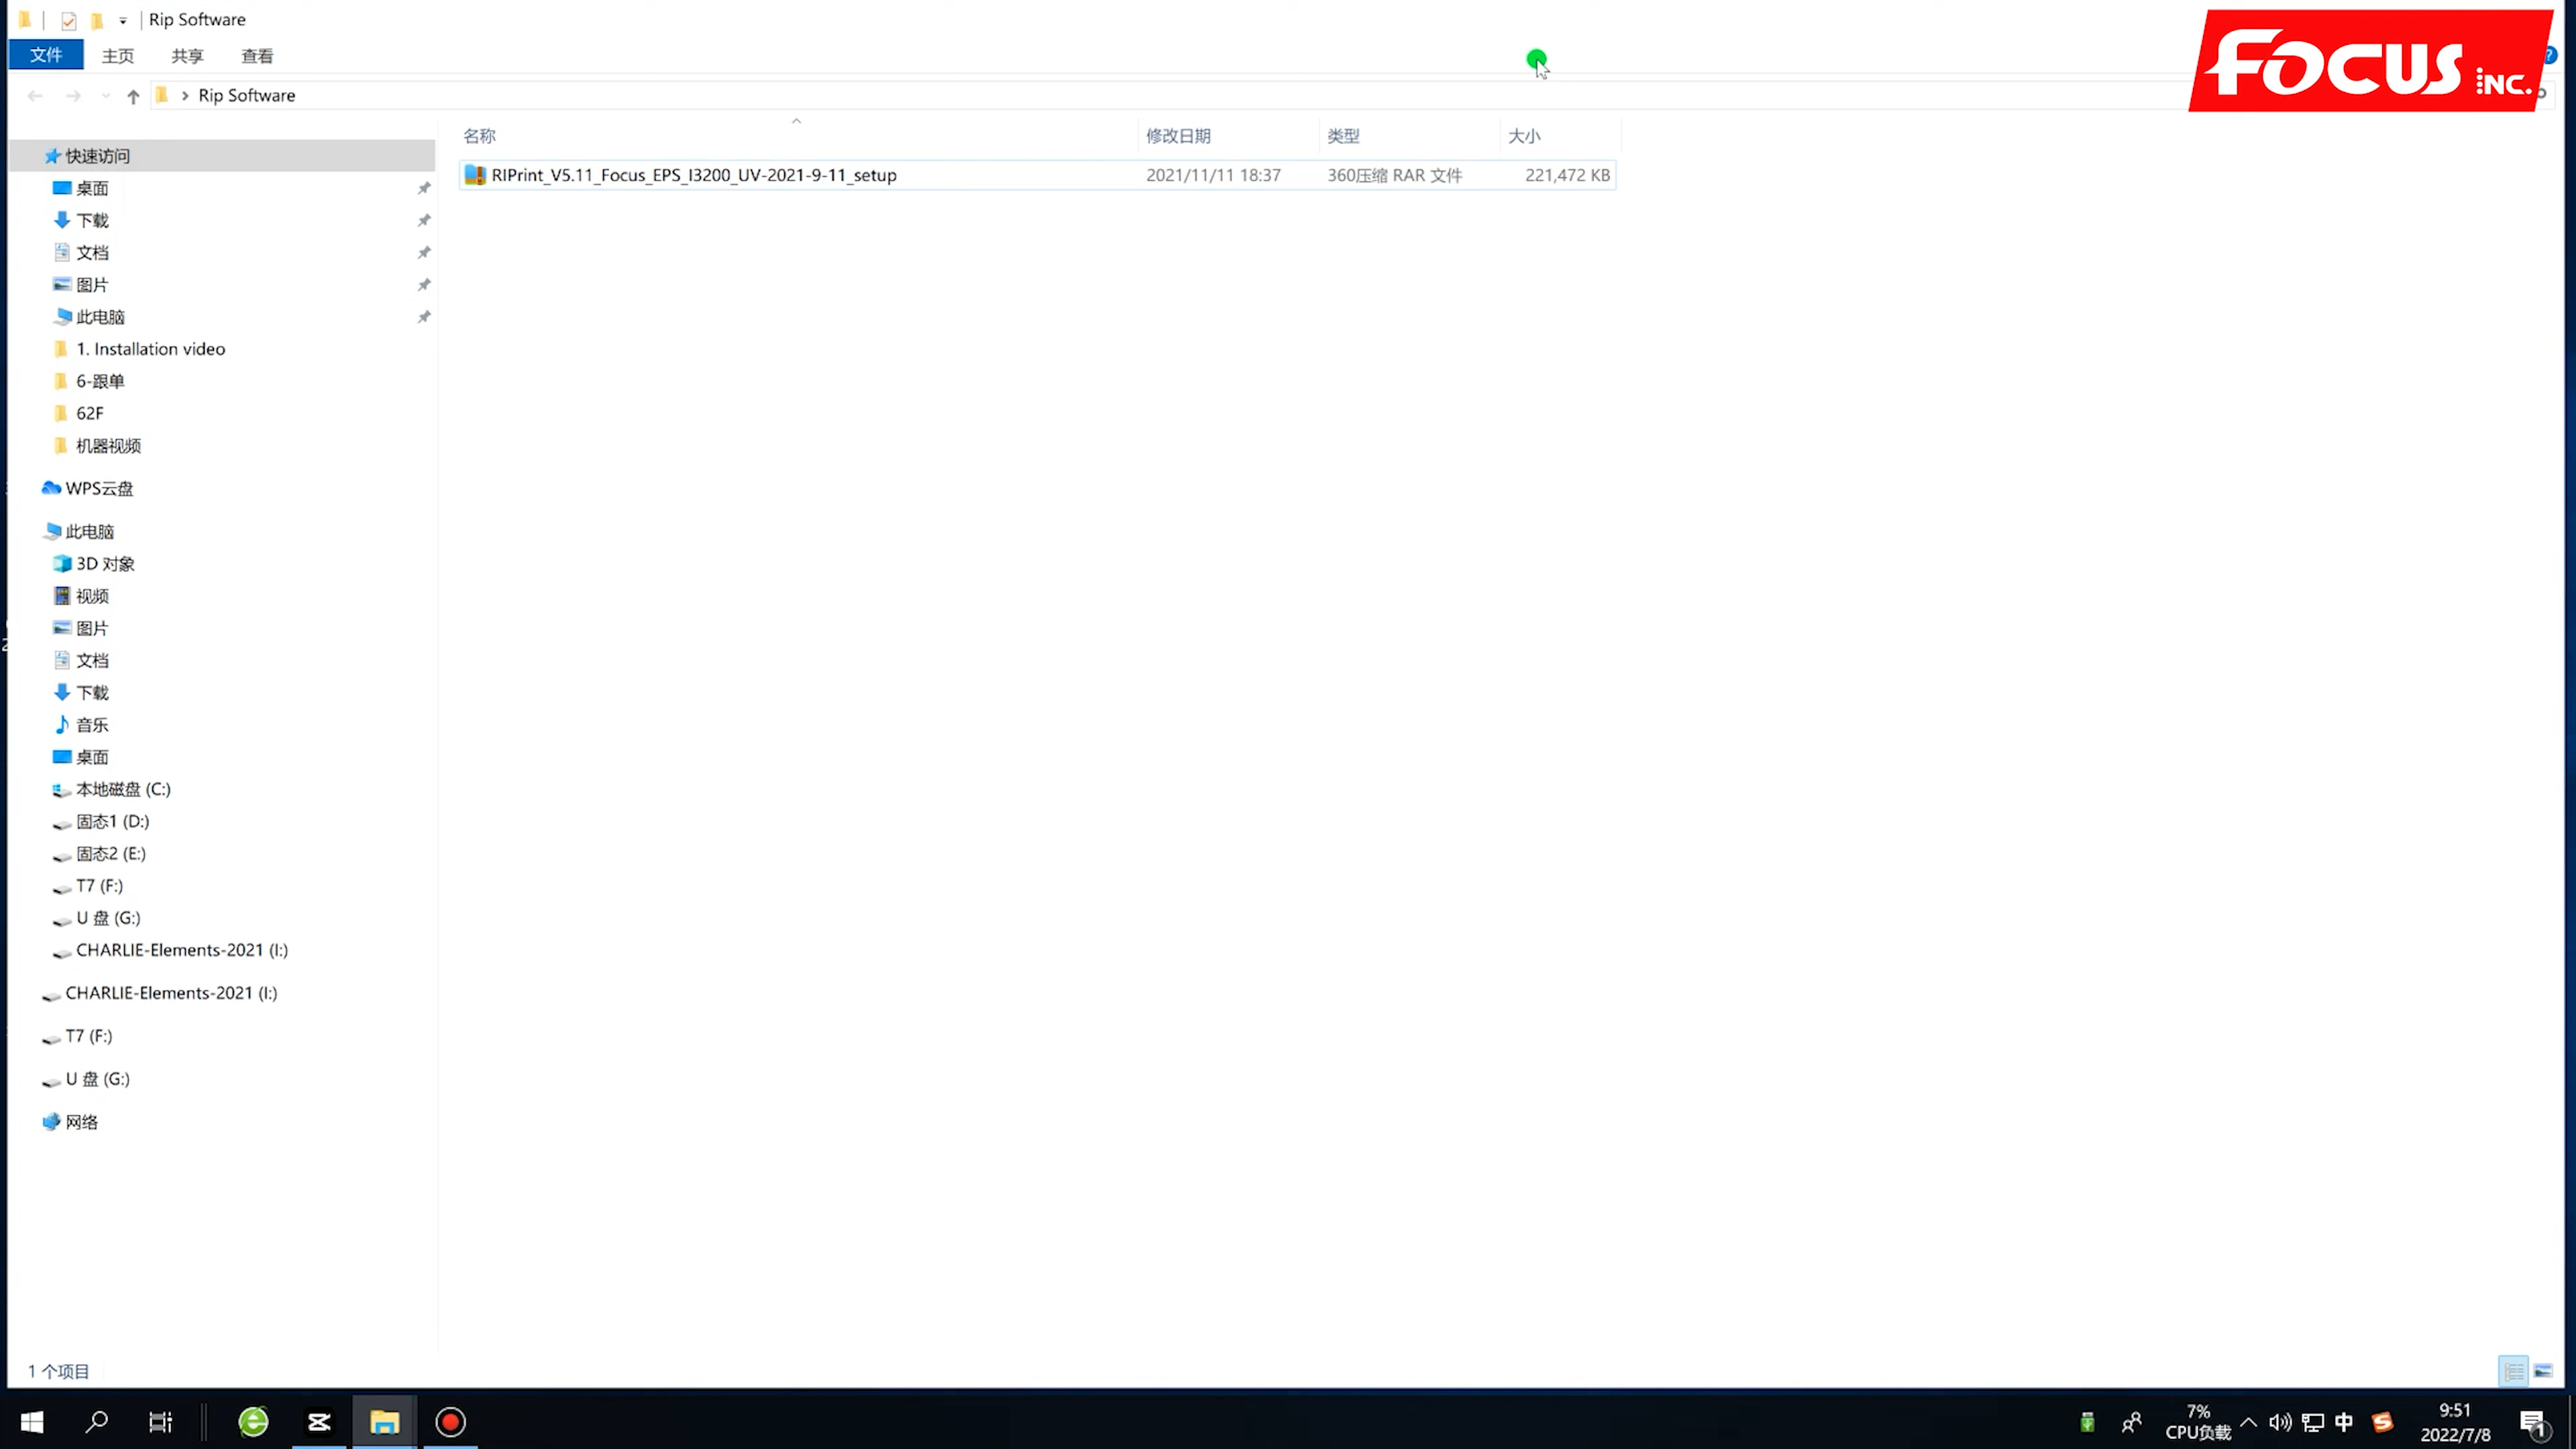 Rip Software
FOCUS INC.
文件 主页 共享 查看
Rip Software
名称 修改日期 类型 大小
RIPrint_V5.11_Focus_EPS_I3200_UV-2021-9-11_setup 2021/11/11 18:37 360压缩 RAR 文件 221,472 KB
快速访问
桌面
下载
文档
图片
此电脑
1. Installation video
6-跟单
62F
机器视频
WPS云盘
此电脑
3D 对象
视频
图片
文档
下载
音乐
桌面
本地磁盘 (C:)
固态1 (D:)
固态2 (E:)
T7 (F:)
U 盘 (G:)
CHARLIE-Elements-2021 (I:)
CHARLIE-Elements-2021 (I:)
T7 (F:)
U 盘 (G:)
网络
1 个项目
7%
CPU负载
中
9:51
2022/7/8
1